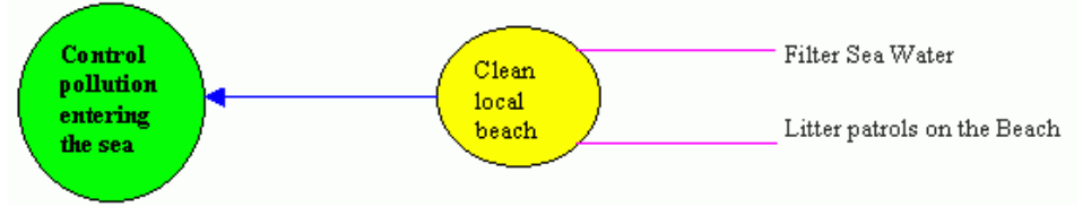 Control
pollution
entering
the sea
Clean
local
beach
Filter Sea Water
Litter patrols on the Beach